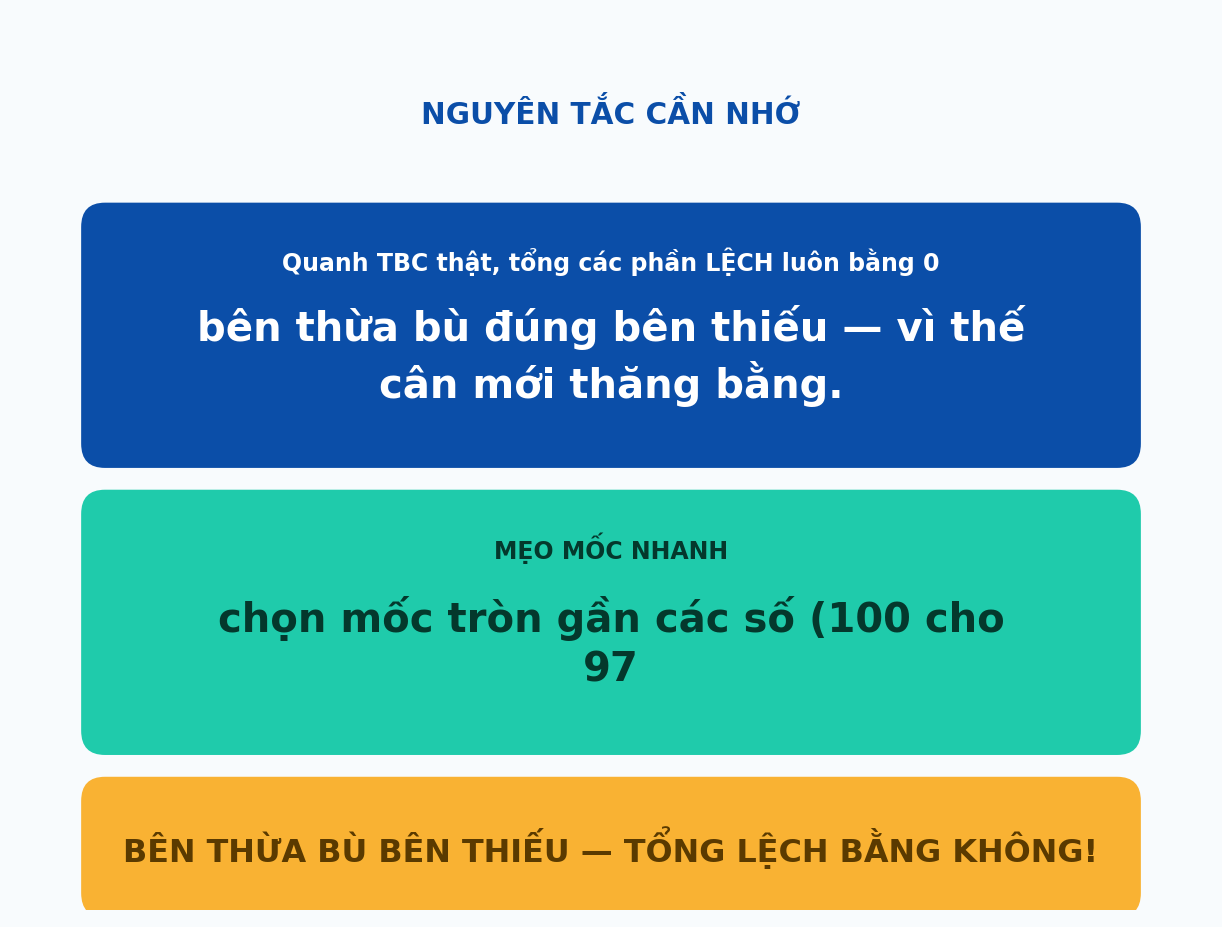 NGUYÊN TẮC CẦN NHỚ
Quanh TBC thật, tổng các phần LỆCH luôn bằng 0
bên thừa bù đúng bên thiếu — vì thế
cân mới thăng bằng.
MẸO MỐC NHANH
chọn mốc tròn gần các số (100 cho
97
BÊN THỪA BÙ BÊN THIẾU — TỔNG LỆCH BẰNG KHÔNG!